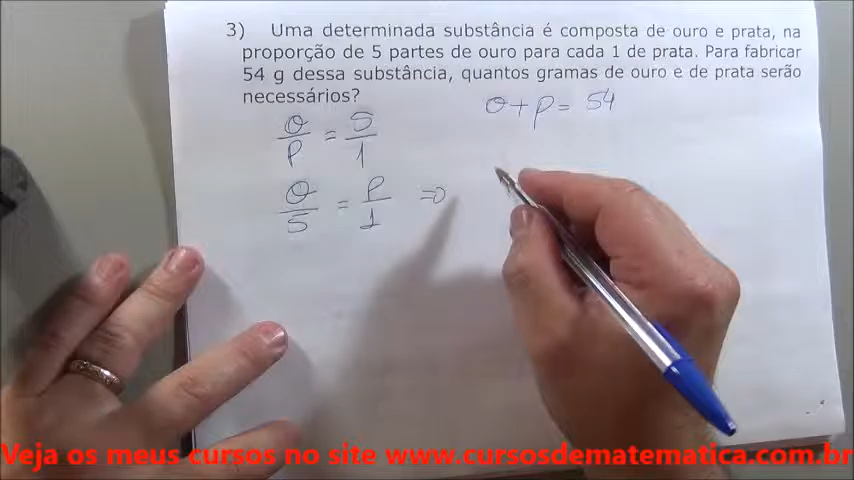 3) Uma determinada substância é composta de ouro e prata, na
proporção de 5 partes de ouro para cada 1 de prata. Para fabricar
54 g dessa substância, quantos gramas de ouro e de prata serão
necessários?
O + P = 54
O/P = 5/1
O/5 = P/1 ⇒
Veja os meus cursos no site www.cursosdematematica.com.br